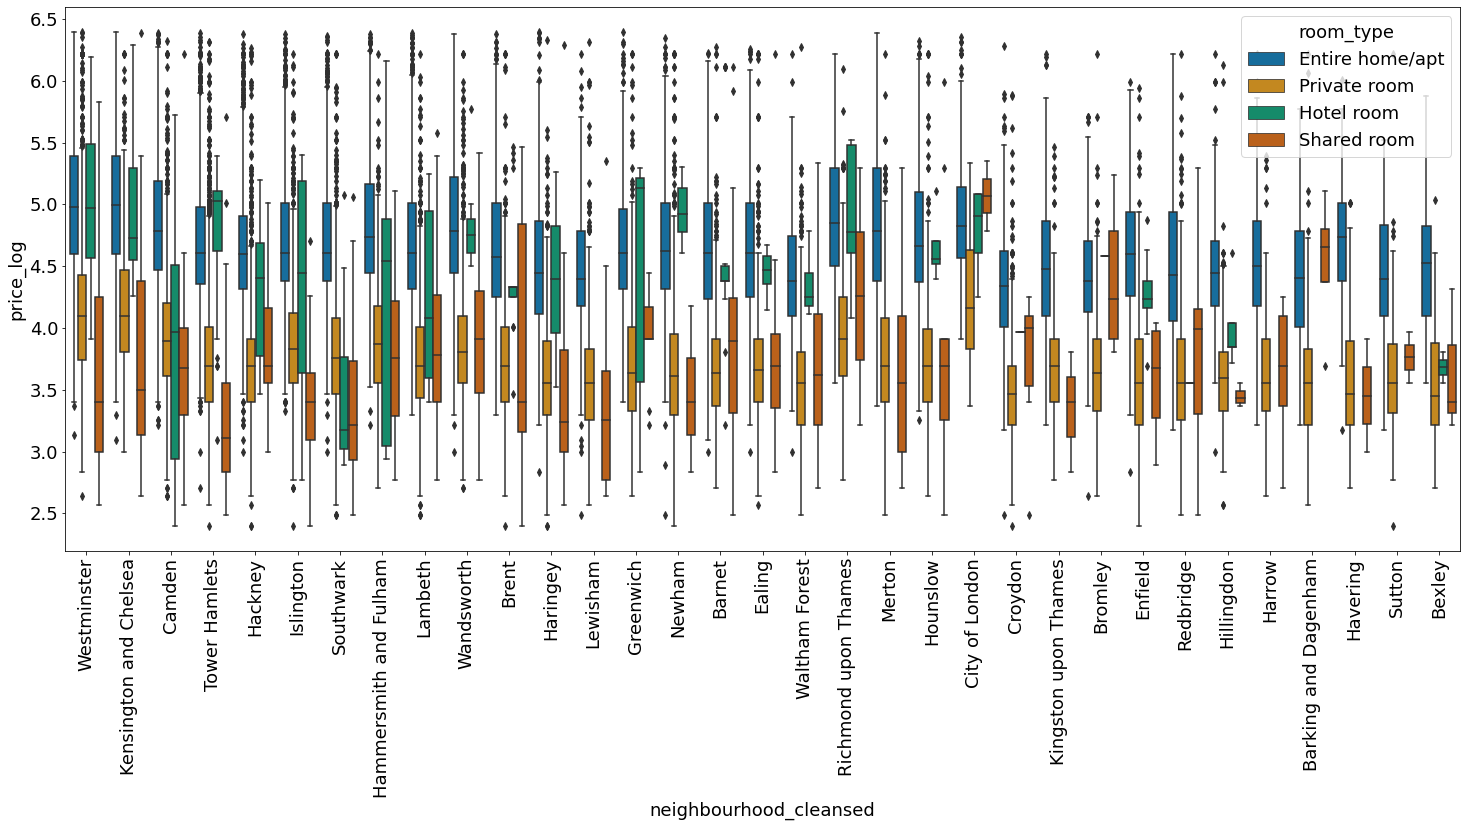 6.5
6.0
5.5
5.0
4.5
4.0
3.5
3.0
2.5
price_log
room_type
Entire home/apt
Private room
Hotel room
Shared room
Westminster
Kensington and Chelsea
Camden
Tower Hamlets
Hackney
Islington
Southwark
Hammersmith and Fulham
Lambeth
Wandsworth
Brent
Haringey
Lewisham
Greenwich
Newham
Barnet
Ealing
Waltham Forest
Richmond upon Thames
Merton
Hounslow
City of London
Croydon
Kingston upon Thames
Bromley
Enfield
Redbridge
Hillingdon
Harrow
Barking and Dagenham
Havering
Sutton
Bexley
neighbourhood_cleansed